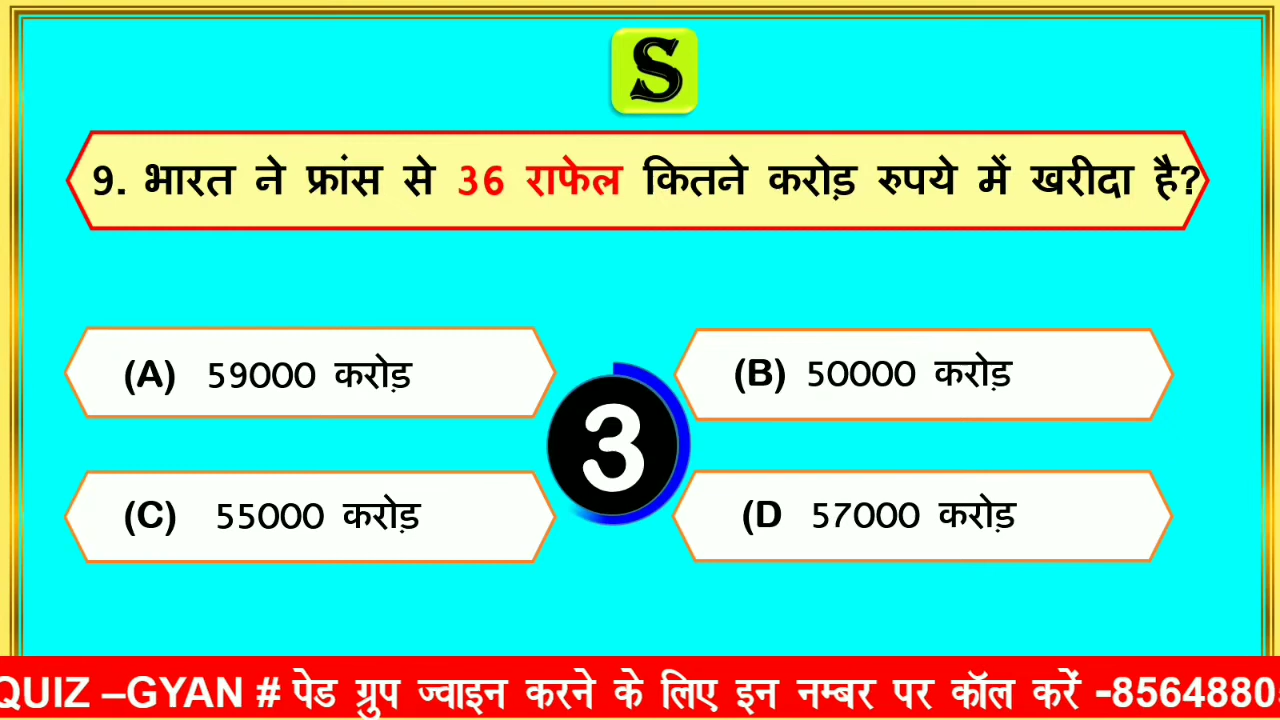 S
9. भारत ने फ्रांस से 36 राफेल कितने करोड़ रुपये में खरीदा है?
(A) 59000 करोड़
(B) 50000 करोड़
3
(C) 55000 करोड़
(D 57000 करोड़
QUIZ –GYAN # पेड ग्रुप ज्वाइन करने के लिए इन नम्बर पर कॉल करें -8564880